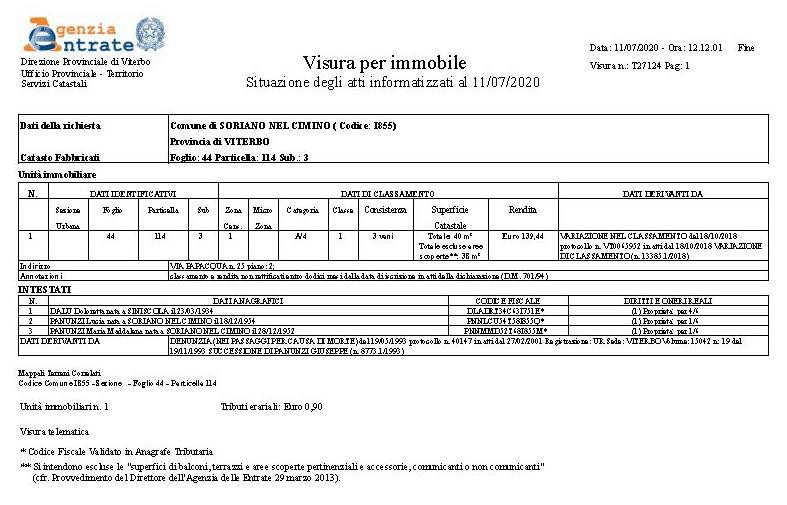 Agenzia
Entrate
Direzione Provinciale di Viterbo
Ufficio Provinciale - Territorio
Servizi Catastali
Visura per immobile
Situazione degli atti informatizzati al 11/07/2020
Data: 11/07/2020 - Ora: 12.12.01 Fine
Visura n.: T27124 Pag: 1
Dati della richiesta Comune di SORIANO NEL CIMINO ( Codice: I855)
Provincia di VITERBO
Catasto Fabbricati Foglio: 44 Particella: 114 Sub.: 3
Unità immobiliare
N. DATI IDENTIFICATIVI DATI DI CLASSAMENTO DATI DERIVANTI DA
Sezione Foglio Particella Sub Zona Micro Categoria Classe Consistenza Superficie Rendita
Urbana Cens. Zona Catastale
1 44 114 3 1 A/4 1 3 vani Totale: 40 m² Euro 139,44 VARIAZIONE NEL CLASSAMENTO del 18/10/2018
Totale escluse aree protocollo n. VT0045952 in atti dal 18/10/2018 VARIAZIONE
scoperte**: 38 m² DI CLASSAMENTO (n. 13385.1/2018)
Indirizzo VIA PAPACQUA n. 25 piano: 2;
Annotazioni classamento e rendita non rettificati entro dodici mesi dalla data di iscrizione in atti della dichiarazione (D.M. 701/94)
INTESTATI
N. DATI ANAGRAFICI CODICE FISCALE DIRITTI E ONERI REALI
1 DALU Doloretta nata a SINISCOLA il 23/03/1934 (1) Proprieta' per 4/6
2 PANUNZI Lucia nata a SORIANO NEL CIMINO il 18/12/1954 (1) Proprieta' per 1/6
3 PANUNZI Maria Maddalena nata a SORIANO NEL CIMINO il 28/12/1952 (1) Proprieta' per 1/6
DATI DERIVANTI DA DENUNZIA (NEI PASSAGGI PER CAUSA DI MORTE) del 19/05/1993 protocollo n. 40147 in atti dal 27/02/2001 Registrazione: UR Sede: VITERBO Volume: 15042 n: 19 del
19/11/1993 SUCCESSIONE DI PANUNZI GIUSEPPE (n. 8773.1/1993)
Mappali Terreni Correlati
Codice Comune I855 - Sezione - Foglio 44 - Particella 114
Unità immobiliari n. 1 Tributi erariali: Euro 0,90
Visura telematica
* Codice Fiscale Validato in Anagrafe Tributaria
** Si intendono escluse le "superfici di balconi, terrazzi e aree scoperte pertinenziali e accessorie, comunicanti o non comunicanti"
(cfr. Provvedimento del Direttore dell'Agenzia delle Entrate 29 marzo 2013).